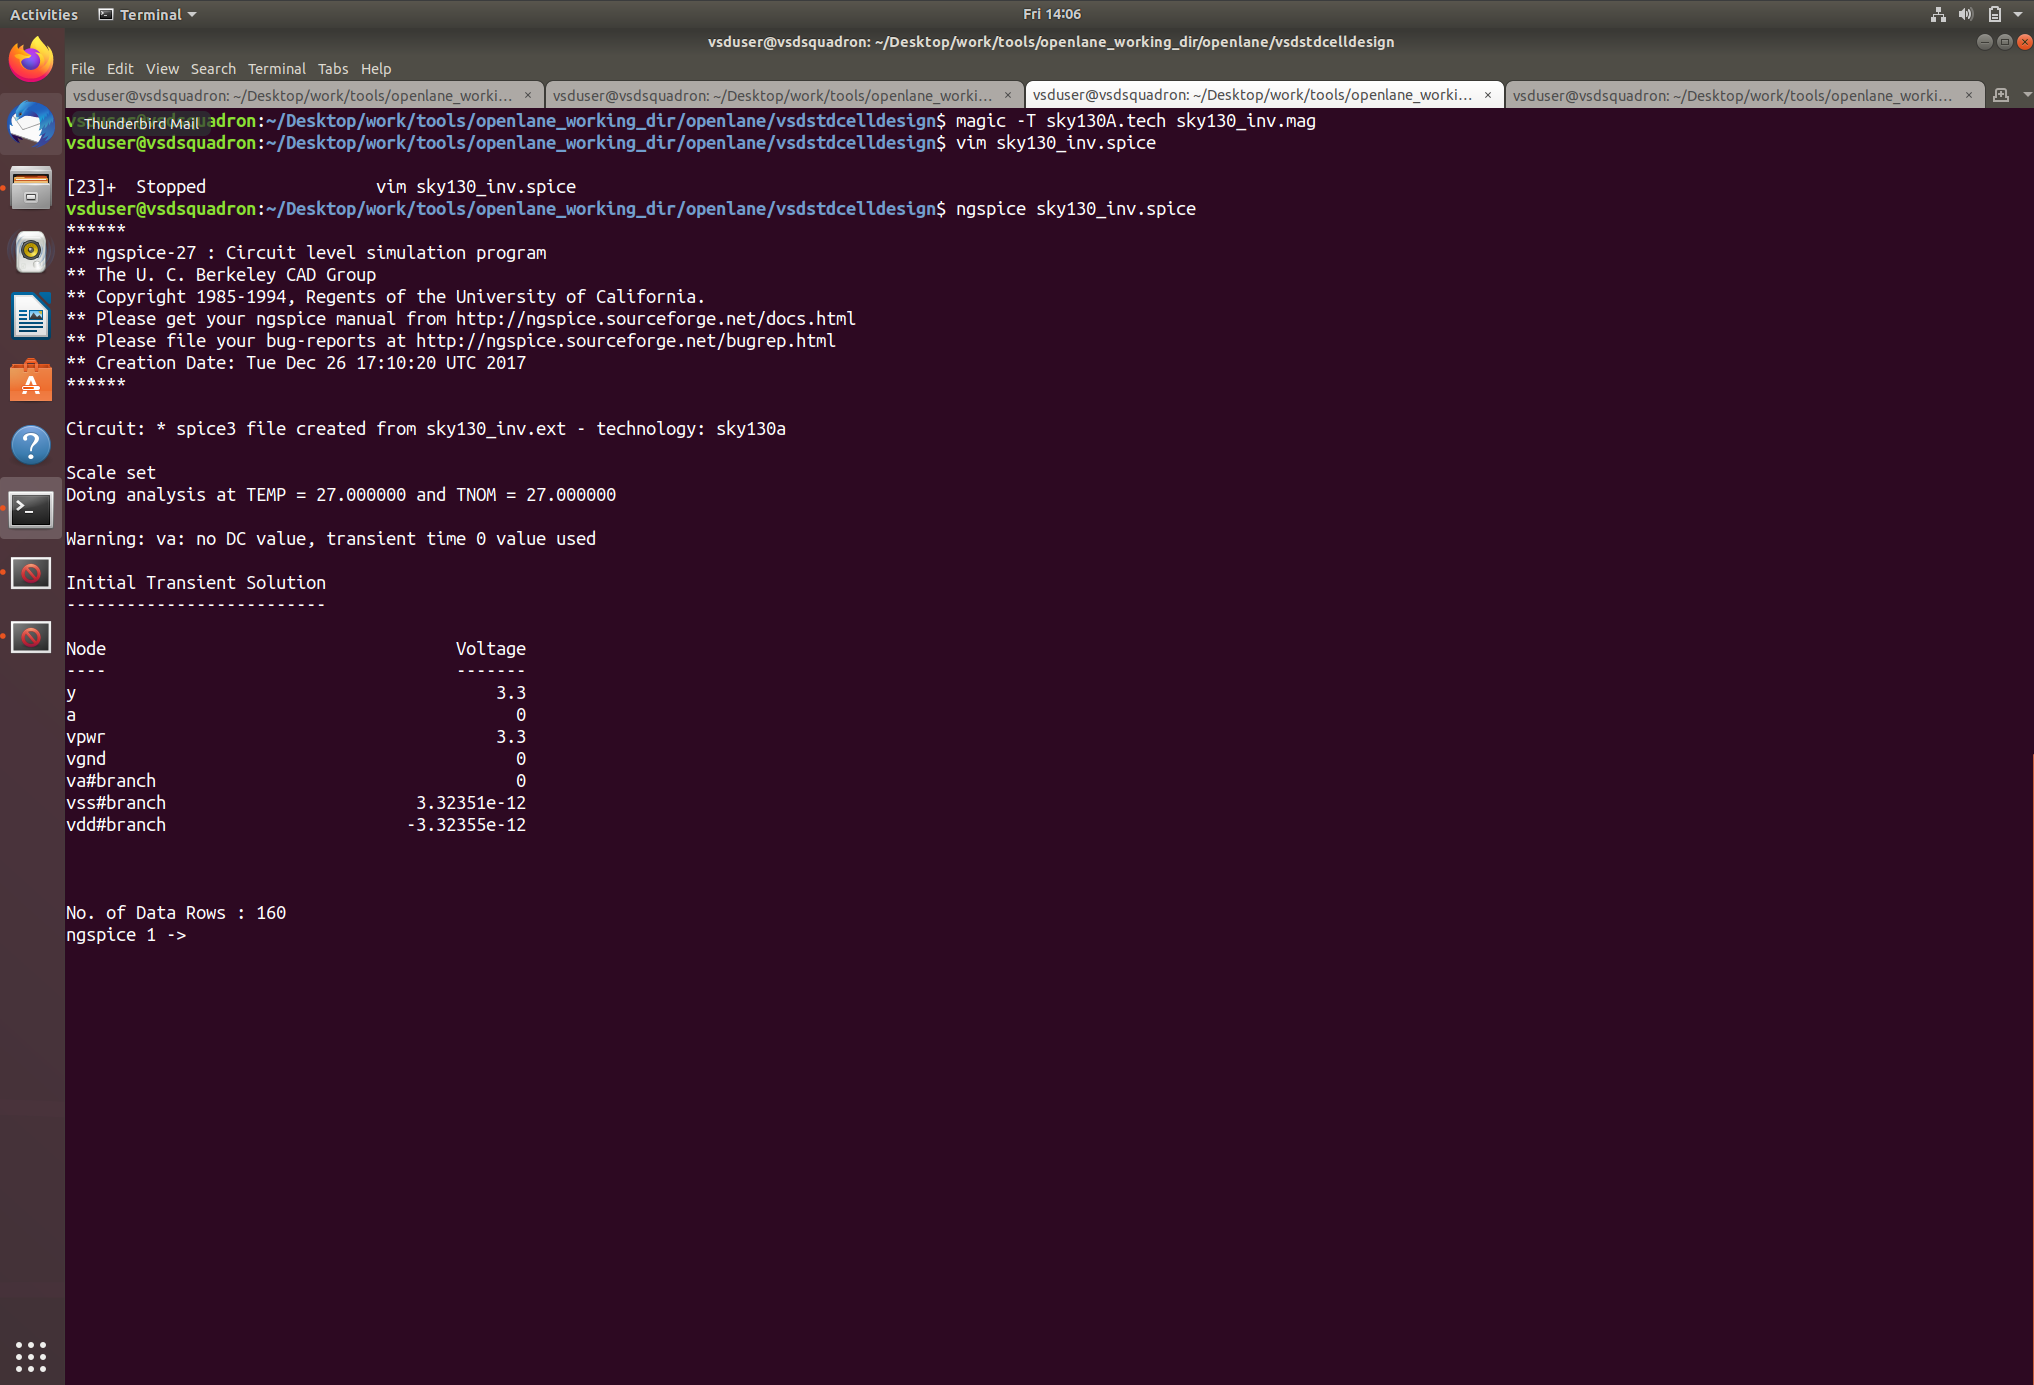 Activities Terminal Fri 14:06
vsduser@vsdsquadron: ~/Desktop/work/tools/openlane_working_dir/openlane/vsdstdcelldesign
File Edit View Search Terminal Tabs Help
vsduser@vsdsquadron: ~/Desktop/work/tools/openlane_worki... × vsduser@vsdsquadron: ~/Desktop/work/tools/openlane_worki... × vsduser@vsdsquadron: ~/Desktop/work/tools/openlane_worki... × vsduser@vsdsquadron: ~/Desktop/work/tools/openlane_worki... ×
Thunderbird Mail
vsduser@vsdsquadron:~/Desktop/work/tools/openlane_working_dir/openlane/vsdstdcelldesign$ magic -T sky130A.tech sky130_inv.mag
vsduser@vsdsquadron:~/Desktop/work/tools/openlane_working_dir/openlane/vsdstdcelldesign$ vim sky130_inv.spice
[23]+  Stopped                 vim sky130_inv.spice
vsduser@vsdsquadron:~/Desktop/work/tools/openlane_working_dir/openlane/vsdstdcelldesign$ ngspice sky130_inv.spice
******
** ngspice-27 : Circuit level simulation program
** The U. C. Berkeley CAD Group
** Copyright 1985-1994, Regents of the University of California.
** Please get your ngspice manual from http://ngspice.sourceforge.net/docs.html
** Please file your bug-reports at http://ngspice.sourceforge.net/bugrep.html
** Creation Date: Tue Dec 26 17:10:20 UTC 2017
******
Circuit: * spice3 file created from sky130_inv.ext - technology: sky130a
Scale set
Doing analysis at TEMP = 27.000000 and TNOM = 27.000000
Warning: va: no DC value, transient time 0 value used
Initial Transient Solution
--------------------------
Node                                   Voltage
----                                   -------
y                                          3.3
a                                            0
vpwr                                       3.3
vgnd                                         0
va#branch                                    0
vss#branch                         3.32351e-12
vdd#branch                        -3.32355e-12
No. of Data Rows : 160
ngspice 1 ->